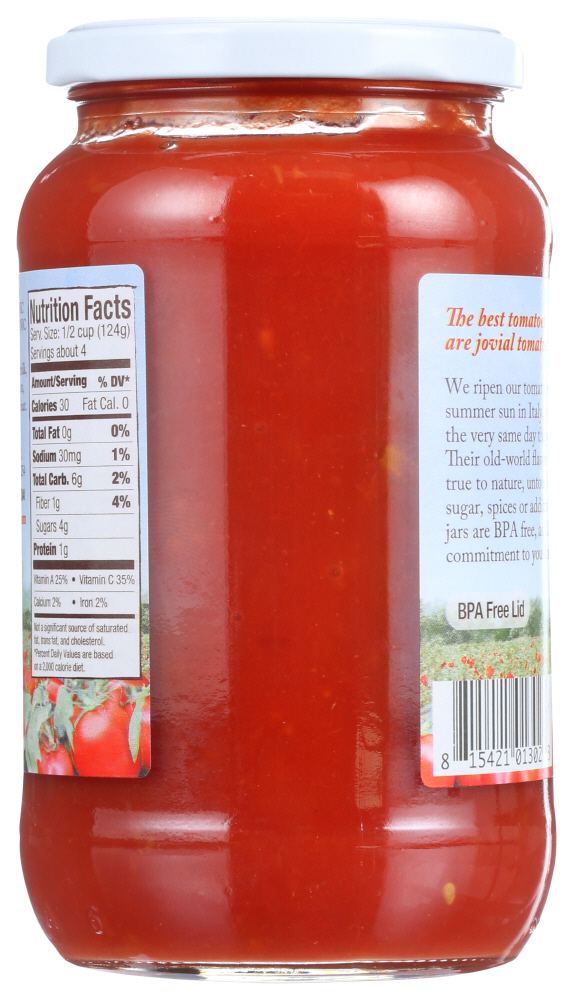 Nutrition Facts
Serv. Size: 1/2 cup (124g)
Servings about 4
Amount/Serving % DV*
Calories 30 Fat Cal. 0
Total Fat 0g 0%
Sodium 30mg 1%
Total Carb. 6g 2%
Fiber 1g 4%
Sugars 4g
Protein 1g
Vitamin A 25% • Vitamin C 35%
Calcium 2% • Iron 2%
Not a significant source of saturated
fat, trans fat, and cholesterol.
*Percent Daily Values are based
on a 2,000 calorie diet.
The best tomato
are jovial tomat
We ripen our tomat
summer sun in Italy
the very same day t
Their old-world fla
true to nature, unto
sugar, spices or add
jars are BPA free, a
commitment to you
BPA Free Lid
8 15421 01302 3